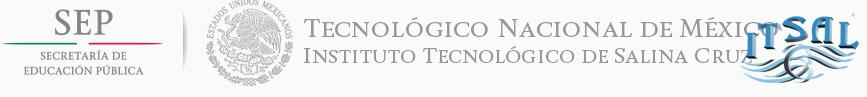 SEP
SECRETARÍA DE
EDUCACIÓN PÚBLICA
ESTADOS UNIDOS MEXICANOS
TECNOLÓGICO NACIONAL DE MÉXICO
INSTITUTO TECNOLÓGICO DE SALINA CRUZ
ITSAL